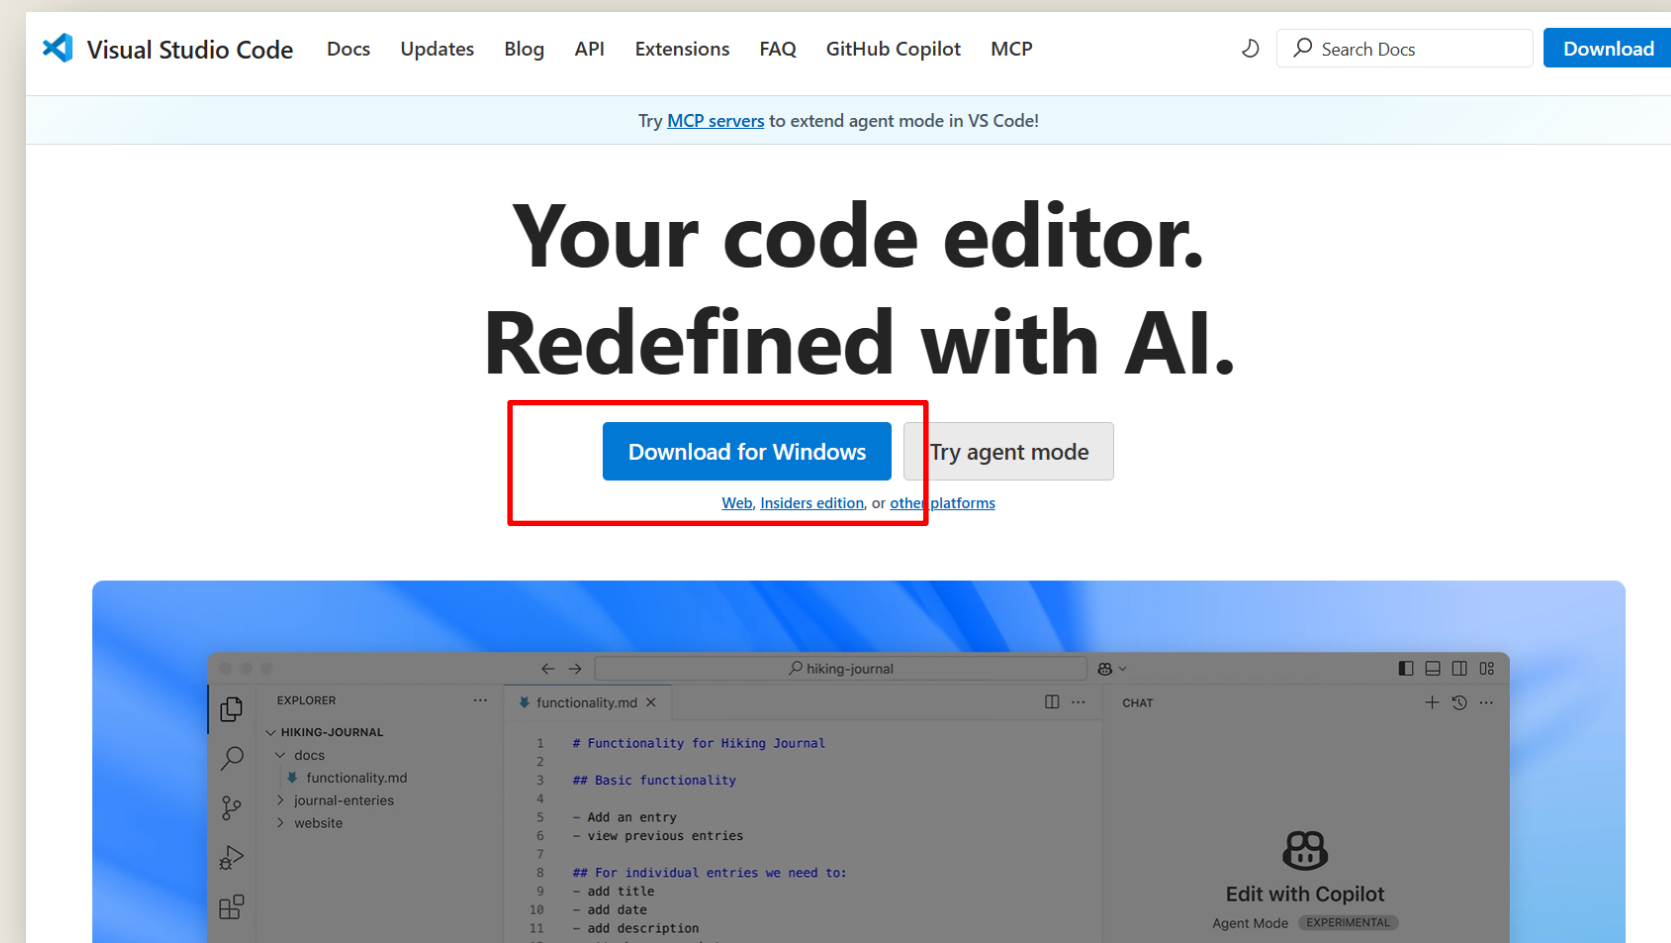 Visual Studio Code Docs Updates Blog API Extensions FAQ GitHub Copilot MCP Search Docs Download
Try MCP servers to extend agent mode in VS Code!
Your code editor.
Redefined with AI.
Download for Windows Try agent mode
Web, Insiders edition, or other platforms
hiking-journal
EXPLORER
HIKING-JOURNAL
docs
functionality.md
journal-enteries
website
functionality.md
1 # Functionality for Hiking Journal
2
3 ## Basic functionality
4
5 - Add an entry
6 - view previous entries
7
8 ## For individual entries we need to:
9 - add title
10 - add date
11 - add description
CHAT
Edit with Copilot
Agent Mode EXPERIMENTAL